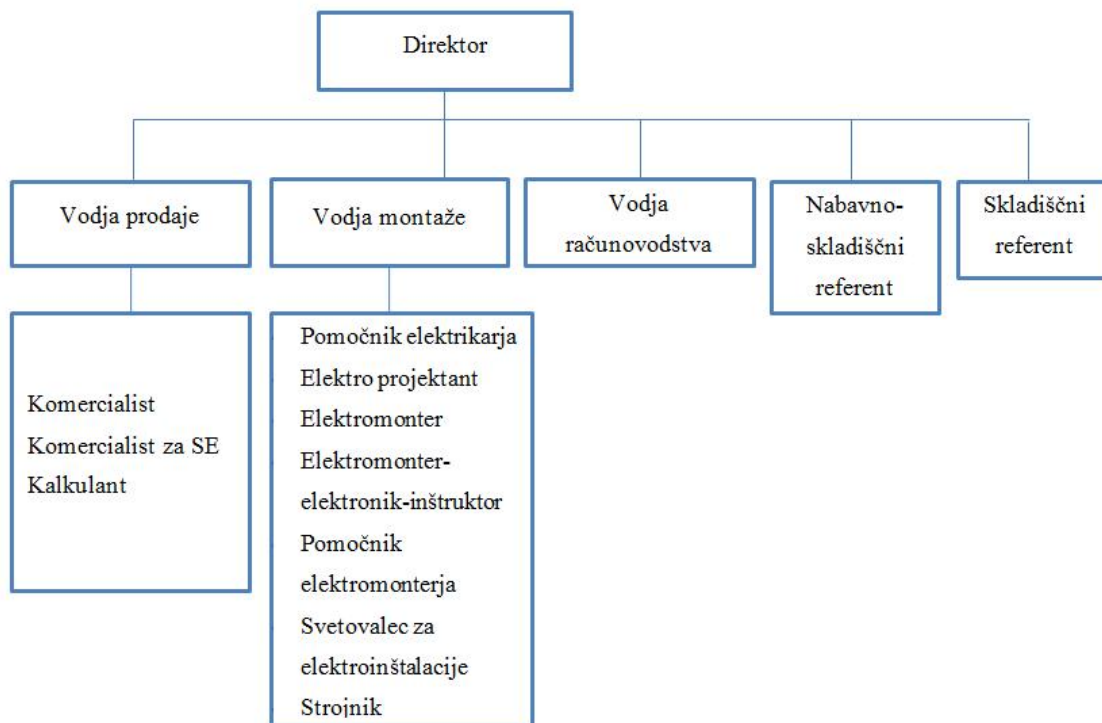 Direktor
Vodja prodaje
Vodja montaže
Vodja
računovodstva
Nabavno-
skladiščni
referent
Skladiščni
referent
Komercialist
Komercialist za SE
Kalkulant
Pomočnik elektrikarja
Elektro projektant
Elektromonter
Elektromonter-
elektronik-inštruktor
Pomočnik
elektromonterja
Svetovalec za
elektroinštalacije
Strojnik